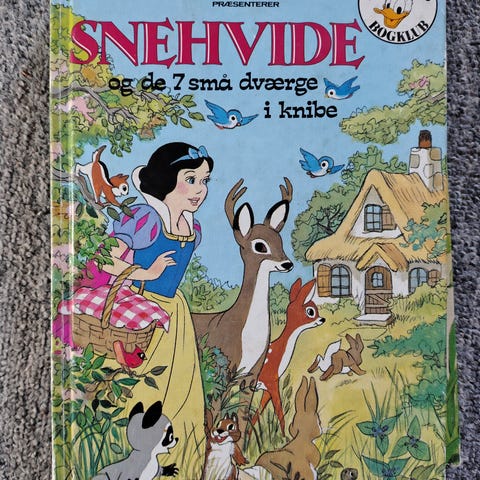 PRÆSENTERER
SNEHVIDE
og de 7 små dværge
i knibe
BOGKLUB